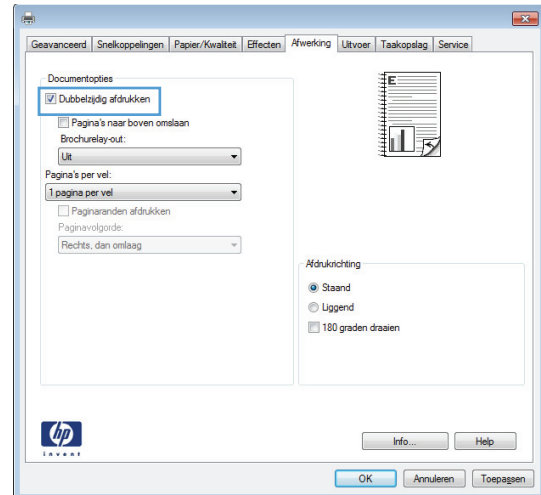 Geavanceerd Snelkoppelingen Papier/Kwaliteit Effecten Afwerking Uitvoer Taakopslag Service
Documentopties
Dubbelzijdig afdrukken
Pagina's naar boven omslaan
Brochurelay-out:
Uit
Pagina's per vel:
1 pagina per vel
Paginaranden afdrukken
Paginavolgorde:
Rechts, dan omlaag
E
Afdrukrichting
Staand
Liggend
180 graden draaien
hp
invent
Info... Help
OK Annuleren Toepassen